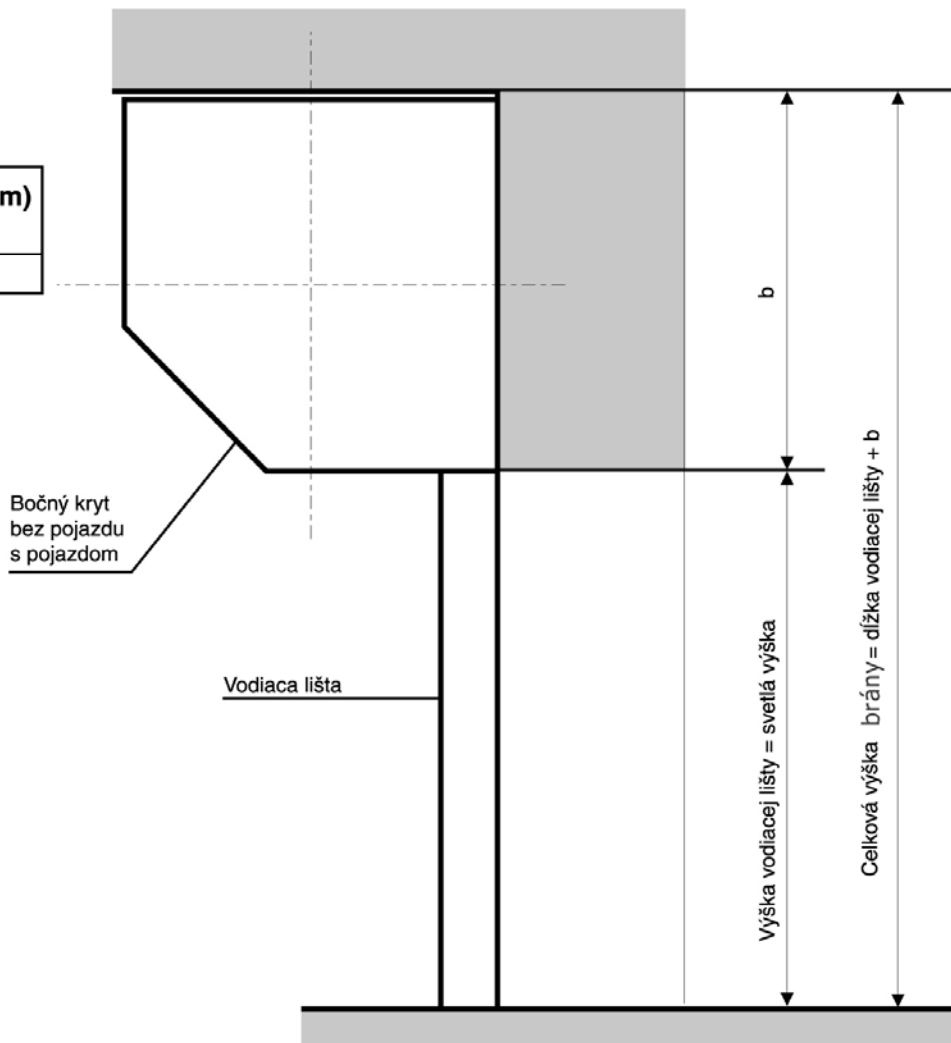 m)
b
Bočný kryt
bez pojazdu
s pojazdom
Vodiaca lišta
Výška vodiacej lišty = svetlá výška
Celková výška brány = dĺžka vodiacej lišty + b